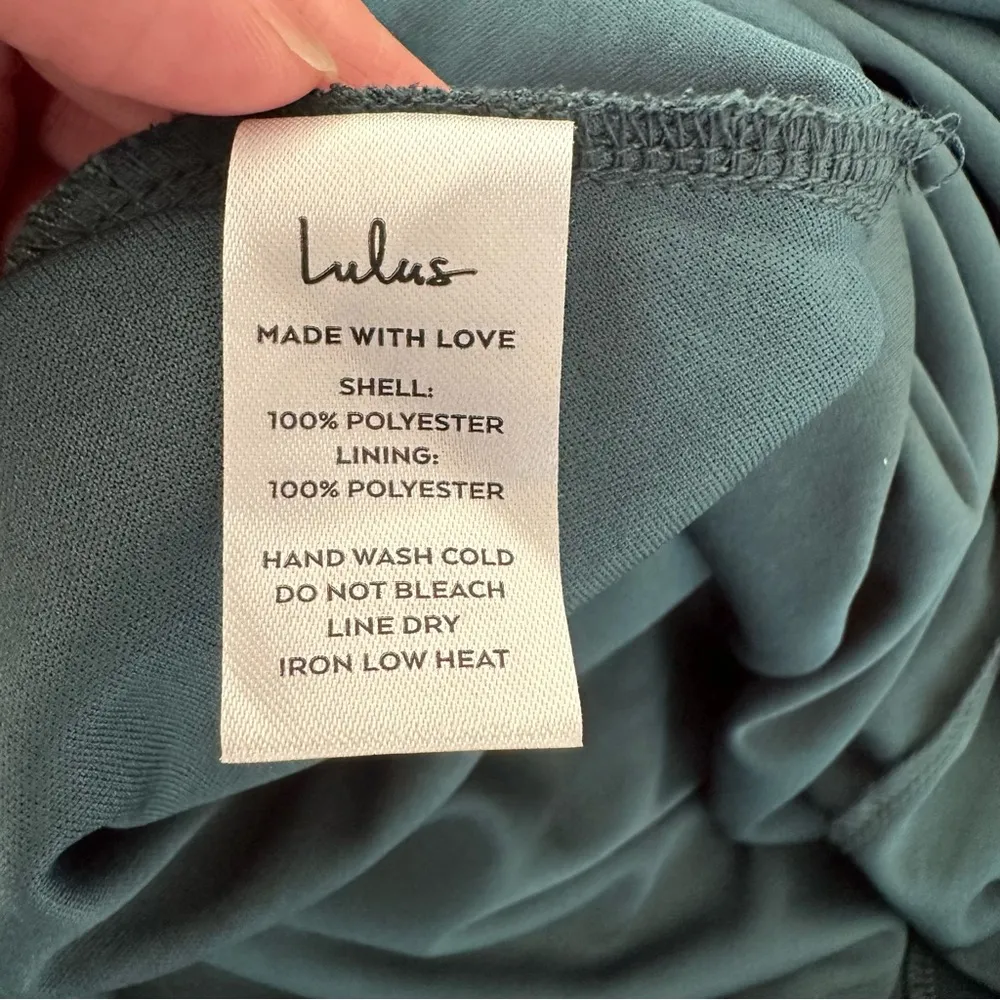 Lulus
MADE WITH LOVE
SHELL:
100% POLYESTER
LINING:
100% POLYESTER
HAND WASH COLD
DO NOT BLEACH
LINE DRY
IRON LOW HEAT